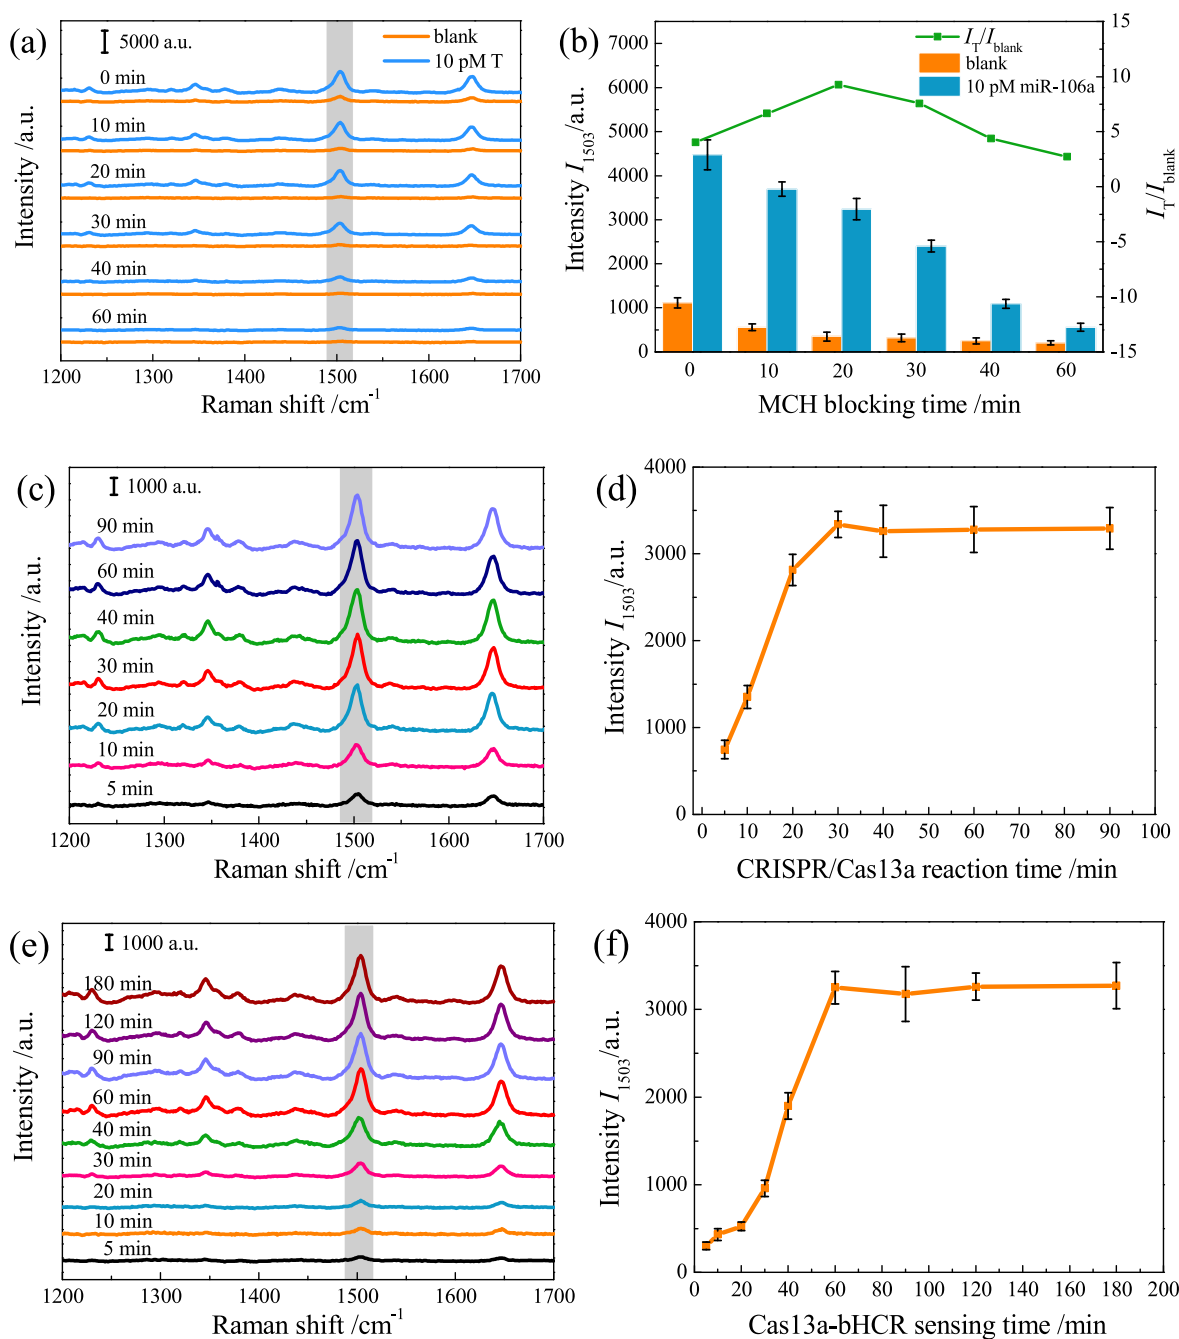 (a)
5000 a.u.
blank
10 pM T
0 min
10 min
20 min
30 min
40 min
60 min
Intensity /a.u.
1200 1300 1400 1500 1600 1700
Raman shift /cm⁻¹
(b)
I_T/I_blank
blank
10 pM miR-106a
7000
6000
5000
4000
3000
2000
1000
0
Intensity I₁₅₀₃/a.u.
15
10
5
0
-5
-10
-15
I_T/I_blank
0 10 20 30 40 60
MCH blocking time /min
(c)
1000 a.u.
90 min
60 min
40 min
30 min
20 min
10 min
5 min
Intensity /a.u.
1200 1300 1400 1500 1600 1700
Raman shift /cm⁻¹
(d)
4000
3000
2000
1000
0
Intensity I₁₅₀₃/a.u.
0 10 20 30 40 50 60 70 80 90 100
CRISPR/Cas13a reaction time /min
(e)
1000 a.u.
180 min
120 min
90 min
60 min
40 min
30 min
20 min
10 min
5 min
Intensity /a.u.
1200 1300 1400 1500 1600 1700
Raman shift /cm⁻¹
(f)
4000
3000
2000
1000
0
Intensity I₁₅₀₃/a.u.
0 20 40 60 80 100 120 140 160 180 200
Cas13a-bHCR sensing time /min